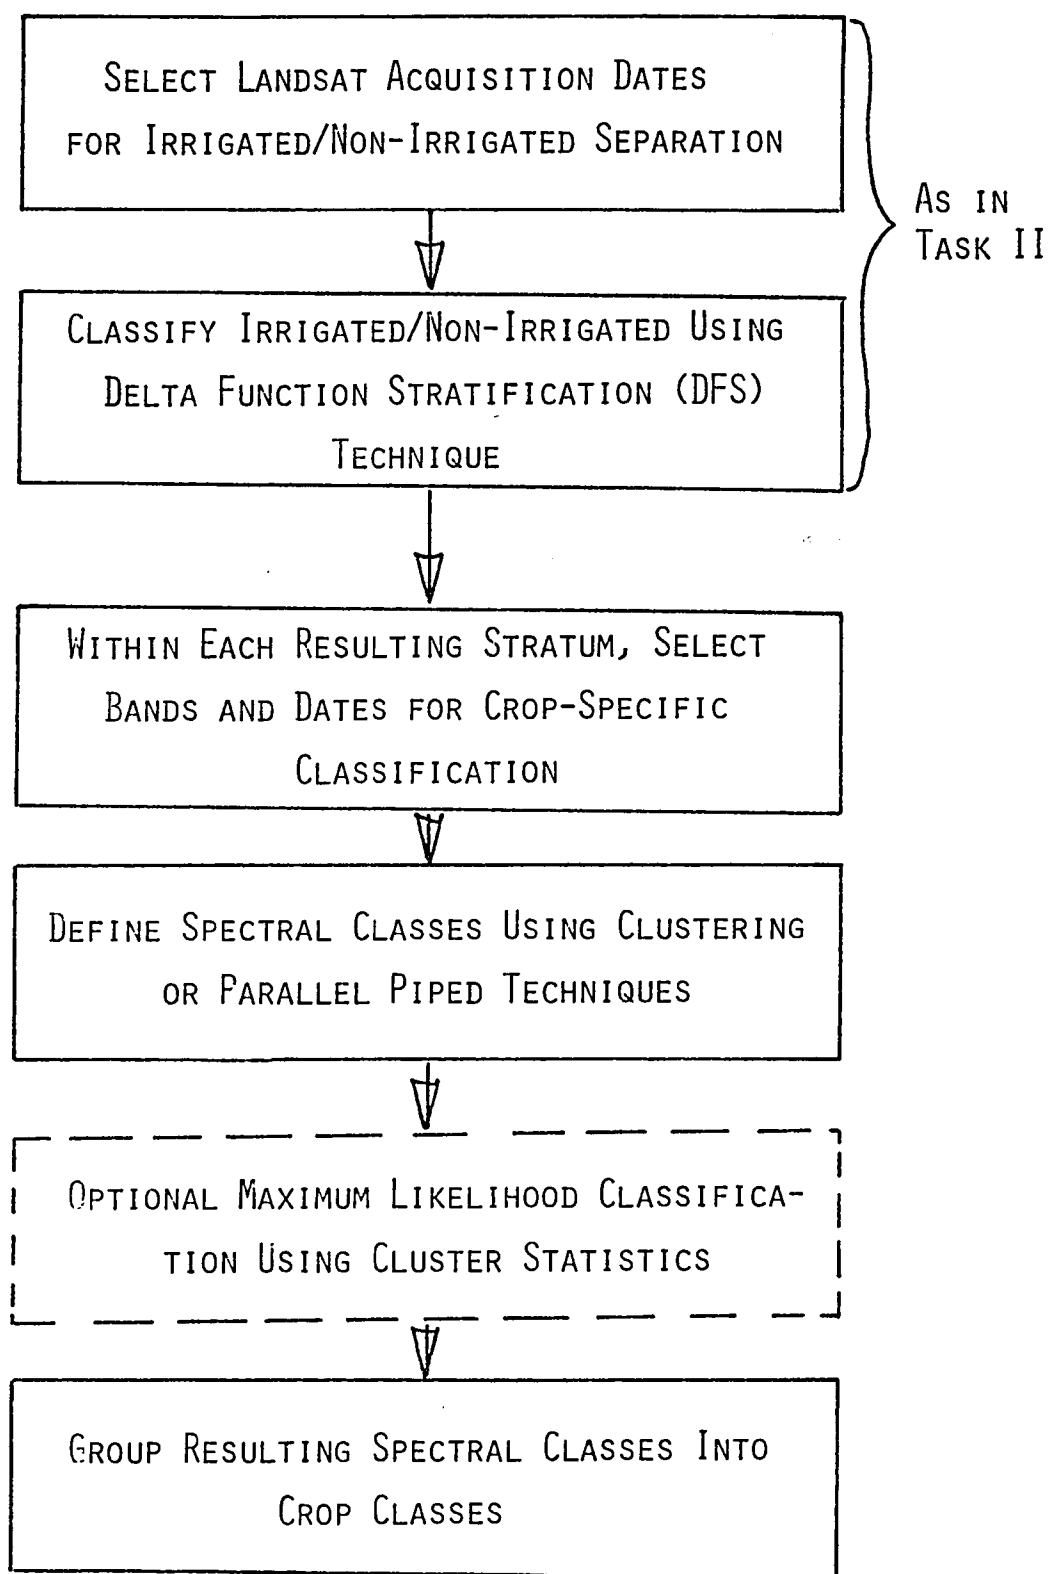 SELECT LANDSAT ACQUISITION DATES
FOR IRRIGATED/NON-IRRIGATED SEPARATION
AS IN
TASK II
CLASSIFY IRRIGATED/NON-IRRIGATED USING
DELTA FUNCTION STRATIFICATION (DFS)
TECHNIQUE
WITHIN EACH RESULTING STRATUM, SELECT
BANDS AND DATES FOR CROP-SPECIFIC
CLASSIFICATION
DEFINE SPECTRAL CLASSES USING CLUSTERING
OR PARALLEL PIPED TECHNIQUES
OPTIONAL MAXIMUM LIKELIHOOD CLASSIFICA-
TION USING CLUSTER STATISTICS
GROUP RESULTING SPECTRAL CLASSES INTO
CROP CLASSES